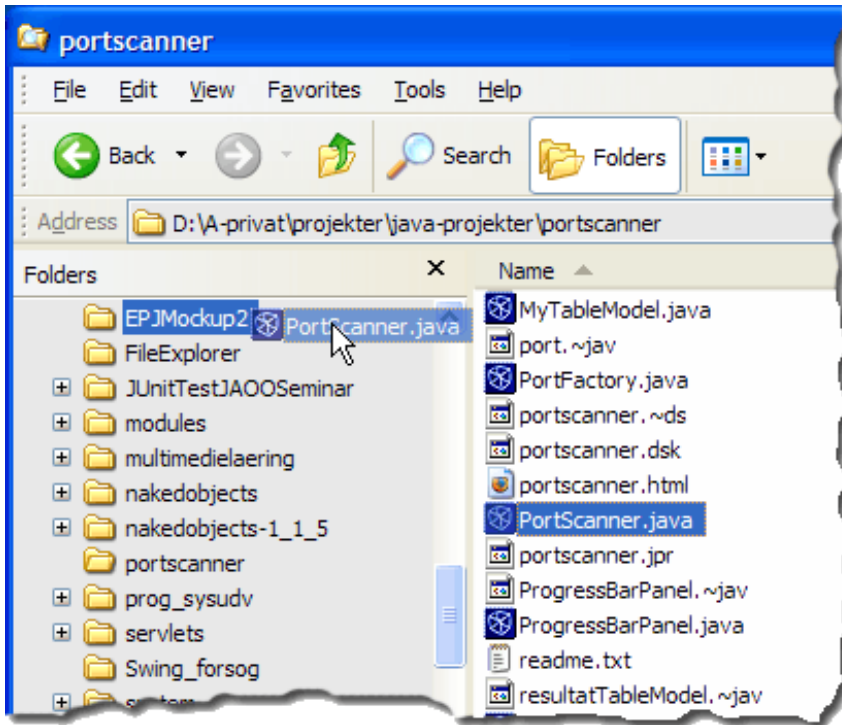 portscanner
File Edit View Favorites Tools Help
Back Search Folders
Address D:\A-privat\projekter\java-projekter\portscanner
Folders
EPJMockup2 PortScanner.java
FileExplorer
JUnitTestJAOOSeminar
modules
multimedielaering
nakedobjects
nakedobjects-1_1_5
portscanner
prog_sysudv
servlets
Swing_forsog
Name
MyTableModel.java
port.~jav
PortFactory.java
portscanner.~ds
portscanner.dsk
portscanner.html
PortScanner.java
portscanner.jpr
ProgressBarPanel.~jav
ProgressBarPanel.java
readme.txt
resultatTableModel.~jav